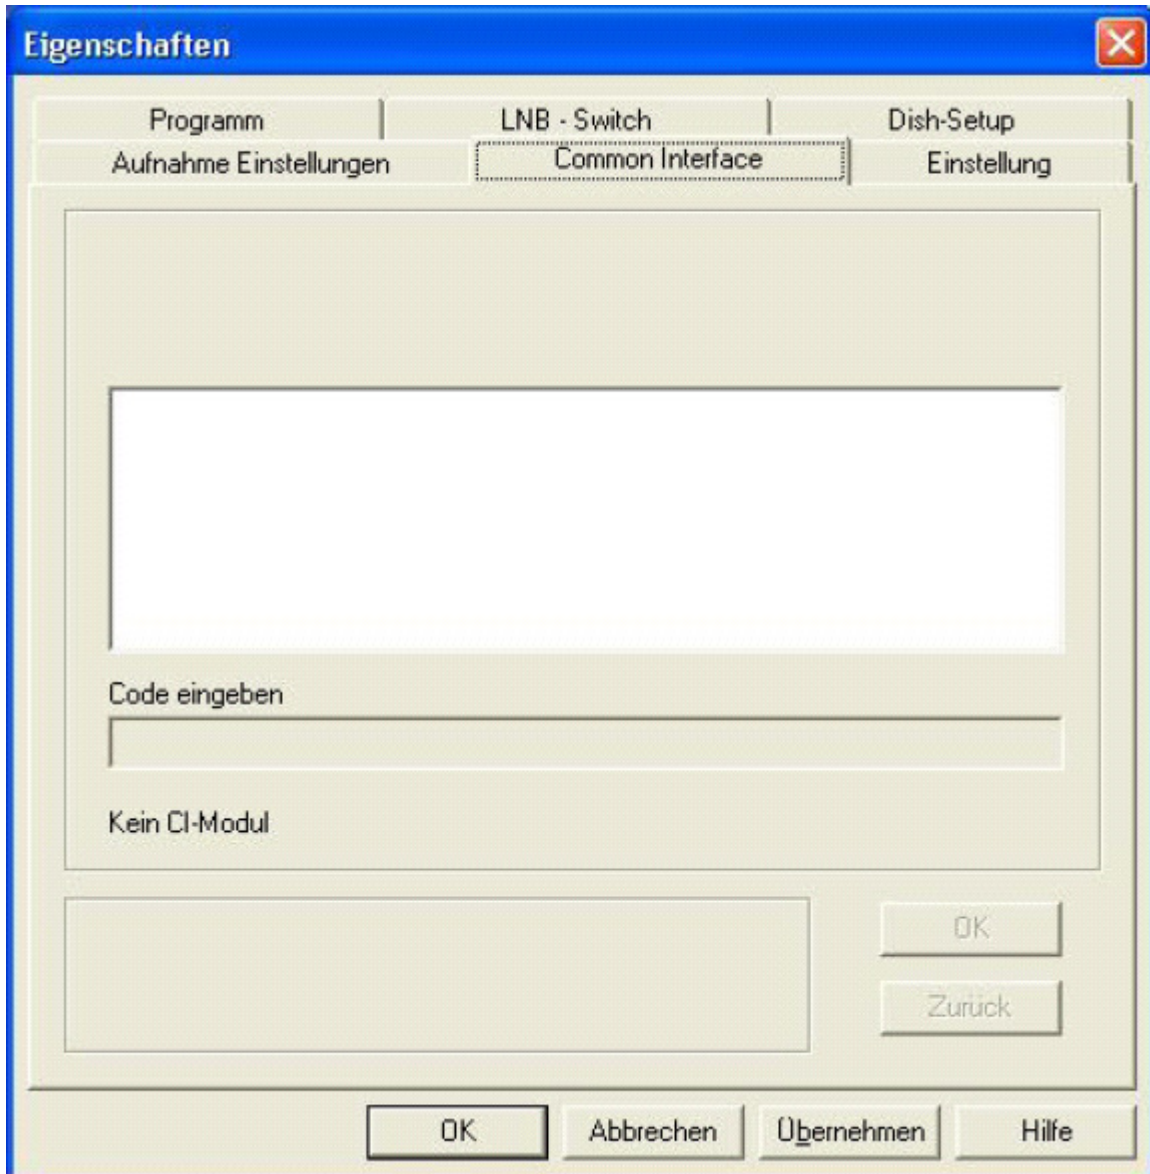 Eigenschaften
Programm LNB - Switch Dish-Setup
Aufnahme Einstellungen Common Interface Einstellung
Code eingeben
Kein CI-Modul
OK
Zurück
OK Abbrechen Übernehmen Hilfe